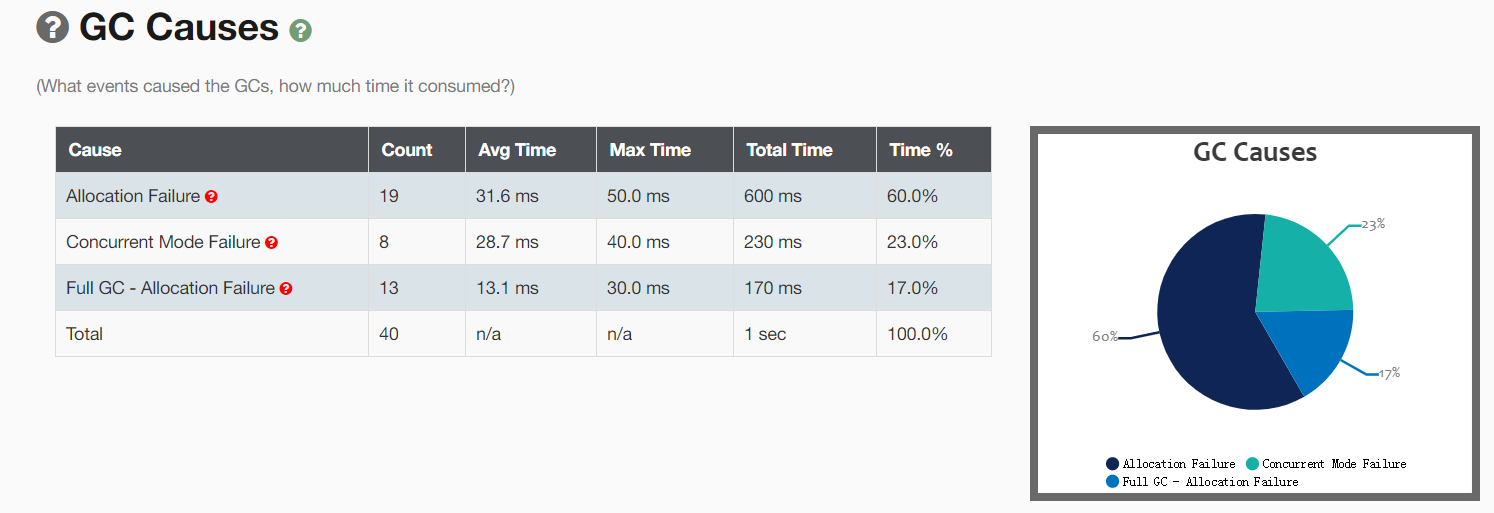 ? GC Causes ?
(What events caused the GCs, how much time it consumed?)
Cause Count Avg Time Max Time Total Time Time %
Allocation Failure ? 19 31.6 ms 50.0 ms 600 ms 60.0%
Concurrent Mode Failure ? 8 28.7 ms 40.0 ms 230 ms 23.0%
Full GC - Allocation Failure ? 13 13.1 ms 30.0 ms 170 ms 17.0%
Total 40 n/a n/a 1 sec 100.0%
GC Causes
23%
60%
17%
Allocation Failure Concurrent Mode Failure
Full GC - Allocation Failure